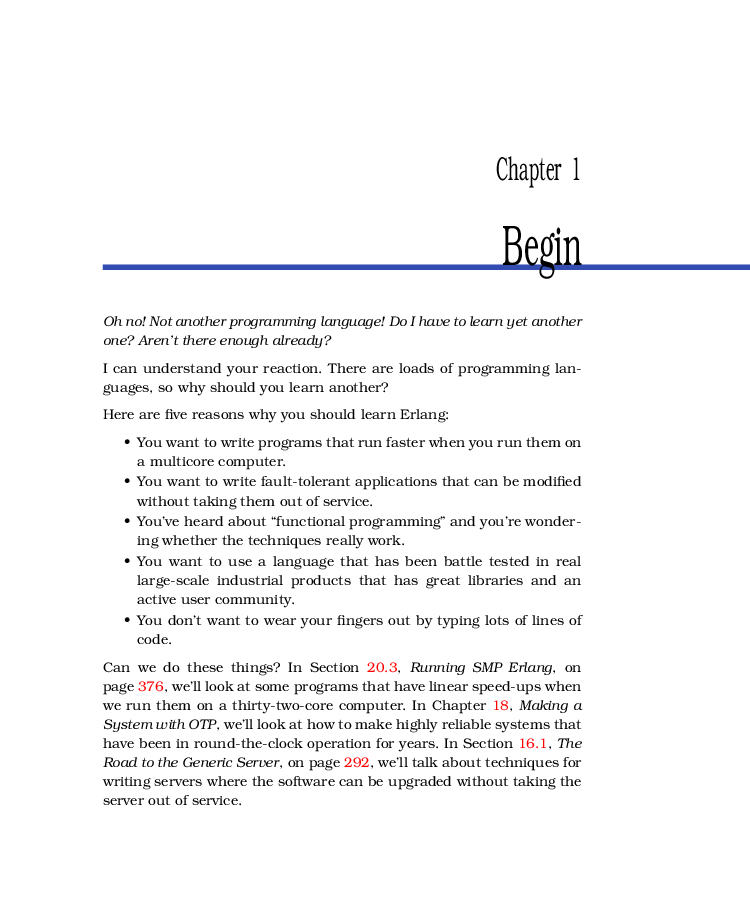 Chapter 1
Begin
Oh no! Not another programming language! Do I have to learn yet another
one? Aren't there enough already?
I can understand your reaction. There are loads of programming lan-
guages, so why should you learn another?
Here are five reasons why you should learn Erlang:
• You want to write programs that run faster when you run them on
a multicore computer.
• You want to write fault-tolerant applications that can be modified
without taking them out of service.
• You've heard about “functional programming” and you're wonder-
ing whether the techniques really work.
• You want to use a language that has been battle tested in real
large-scale industrial products that has great libraries and an
active user community.
• You don't want to wear your fingers out by typing lots of lines of
code.
Can we do these things? In Section 20.3, Running SMP Erlang, on
page 376, we'll look at some programs that have linear speed-ups when
we run them on a thirty-two-core computer. In Chapter 18, Making a
System with OTP, we'll look at how to make highly reliable systems that
have been in round-the-clock operation for years. In Section 16.1, The
Road to the Generic Server, on page 292, we'll talk about techniques for
writing servers where the software can be upgraded without taking the
server out of service.